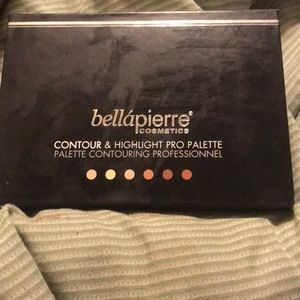 bellápierre®
COSMETICS
CONTOUR & HIGHLIGHT PRO PALETTE
PALETTE CONTOURING PROFESSIONNEL